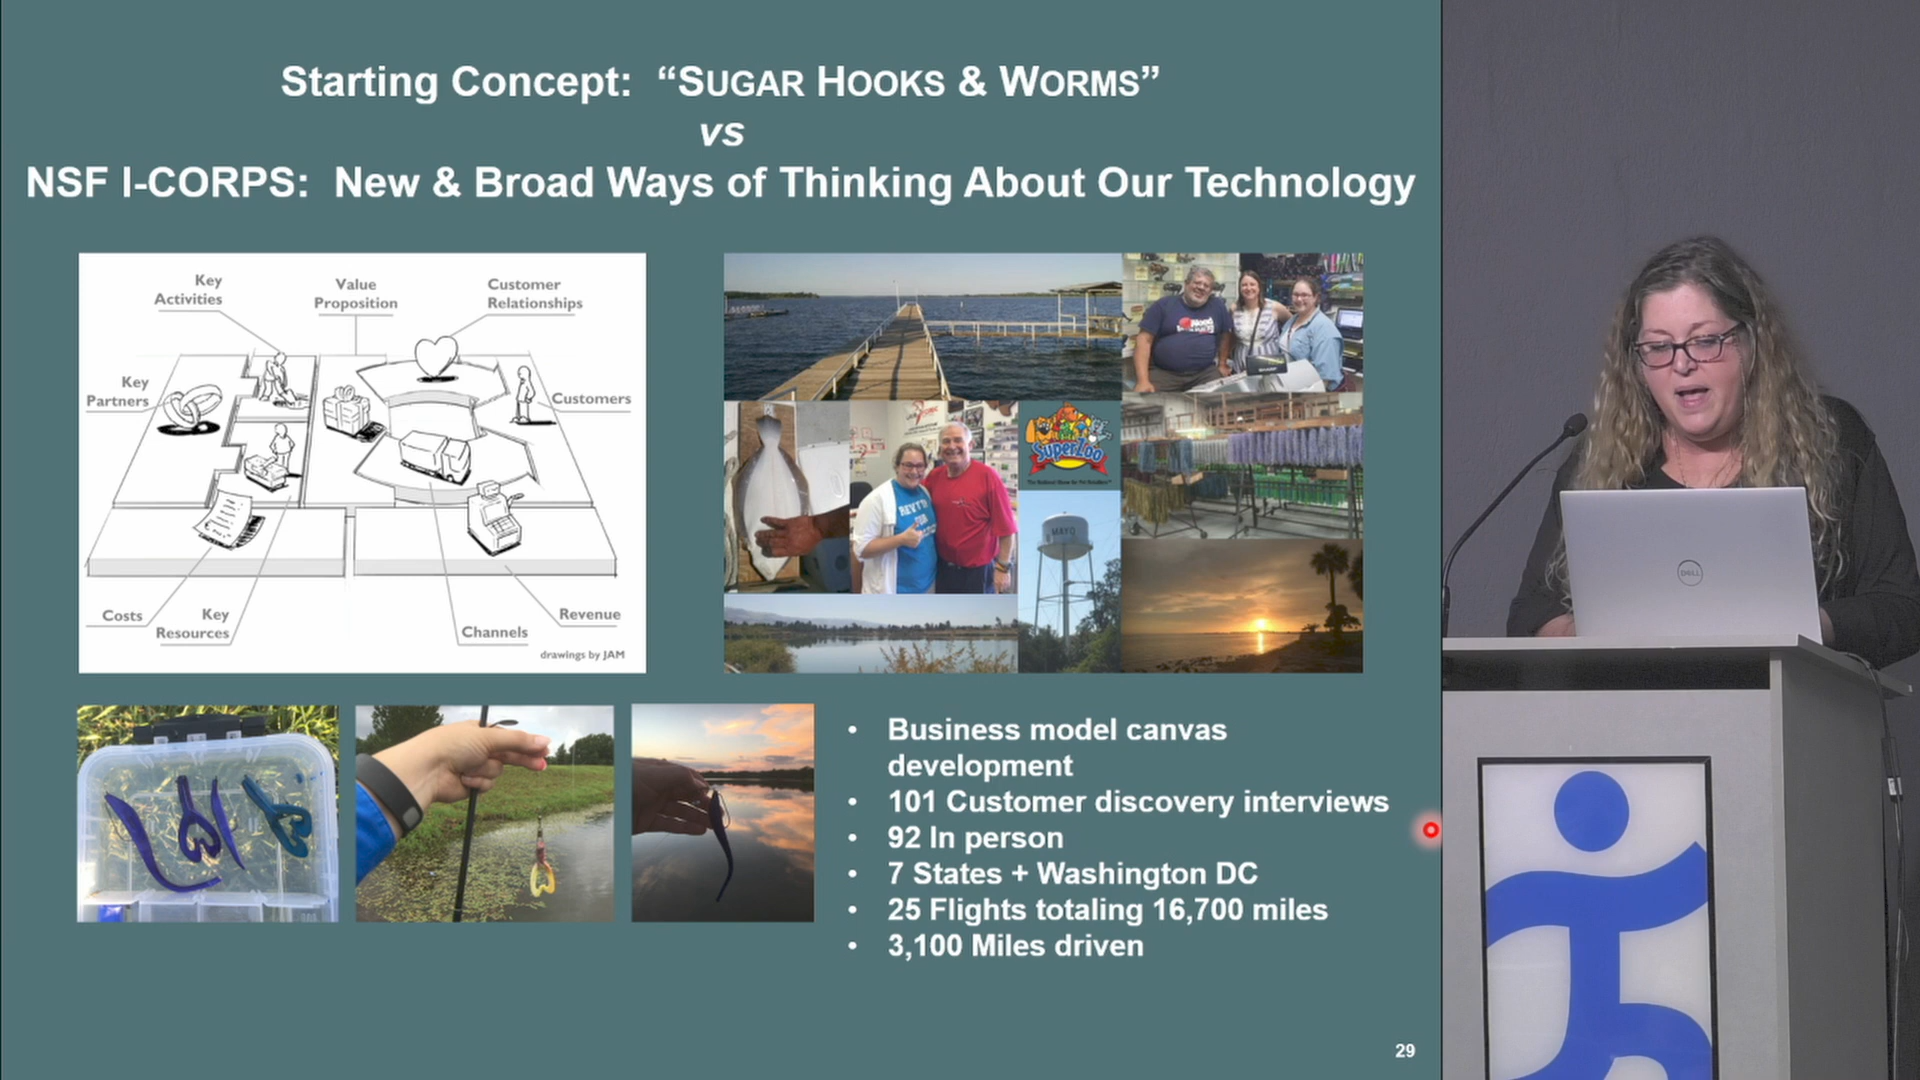 Starting Concept: “SUGAR HOOKS & WORMS”
vs
NSF I-CORPS: New & Broad Ways of Thinking About Our Technology
Key
Activities
Value
Proposition
Customer
Relationships
Key
Partners
Customers
Costs
Key
Resources
Channels
Revenue
drawings by JAM
SuperZoo
MAYO
• Business model canvas
development
• 101 Customer discovery interviews
• 92 In person
• 7 States + Washington DC
• 25 Flights totaling 16,700 miles
• 3,100 Miles driven
29
DELL